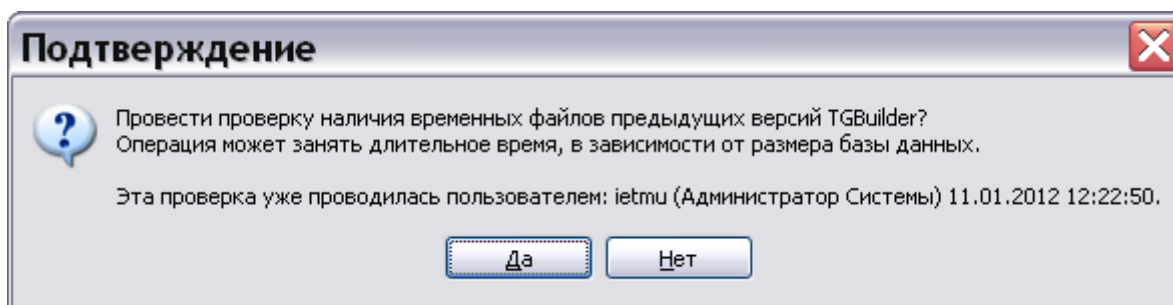 Подтверждение
Провести проверку наличия временных файлов предыдущих версий TGBuilder?
Операция может занять длительное время, в зависимости от размера базы данных.
Эта проверка уже проводилась пользователем: ietmu (Администратор Системы) 11.01.2012 12:22:50.
Да Нет